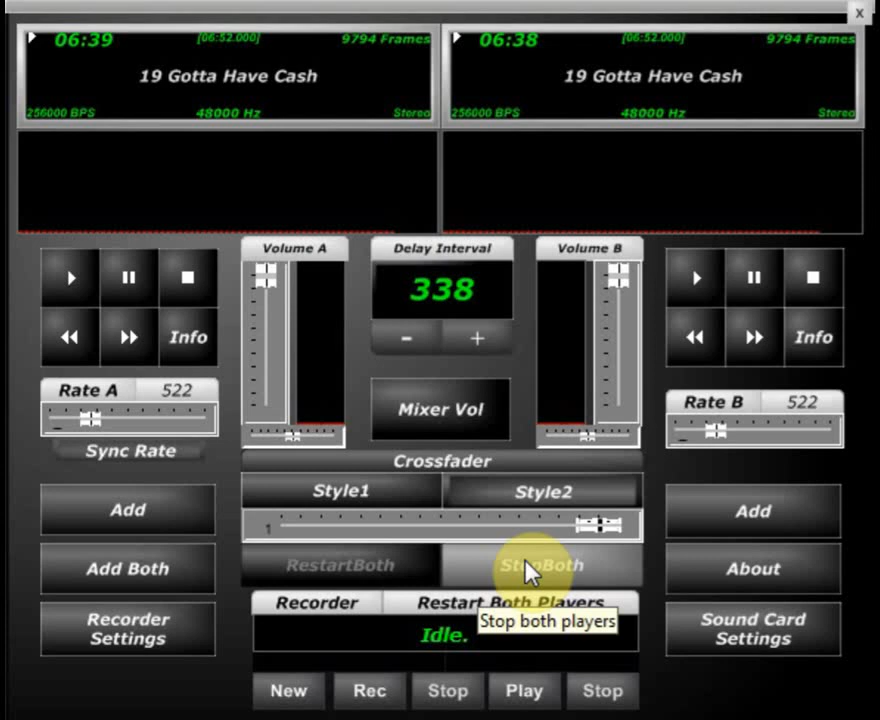 x
06:39 [06:52.000] 9794 Frames
19 Gotta Have Cash
256000 BPS 48000 Hz Stereo
06:38 [06:52.000] 9794 Frames
19 Gotta Have Cash
256000 BPS 48000 Hz Stereo
Volume A
Delay Interval
Volume B
338
- +
Info
Info
Rate A 522
Mixer Vol
Rate B 522
Sync Rate
Crossfader
Style1 Style2
1
Add
Add
RestartBoth StopBoth
Add Both
About
Recorder Restart Both Players
Stop both players
Idle.
Recorder
Settings
Sound Card
Settings
New Rec Stop Play Stop